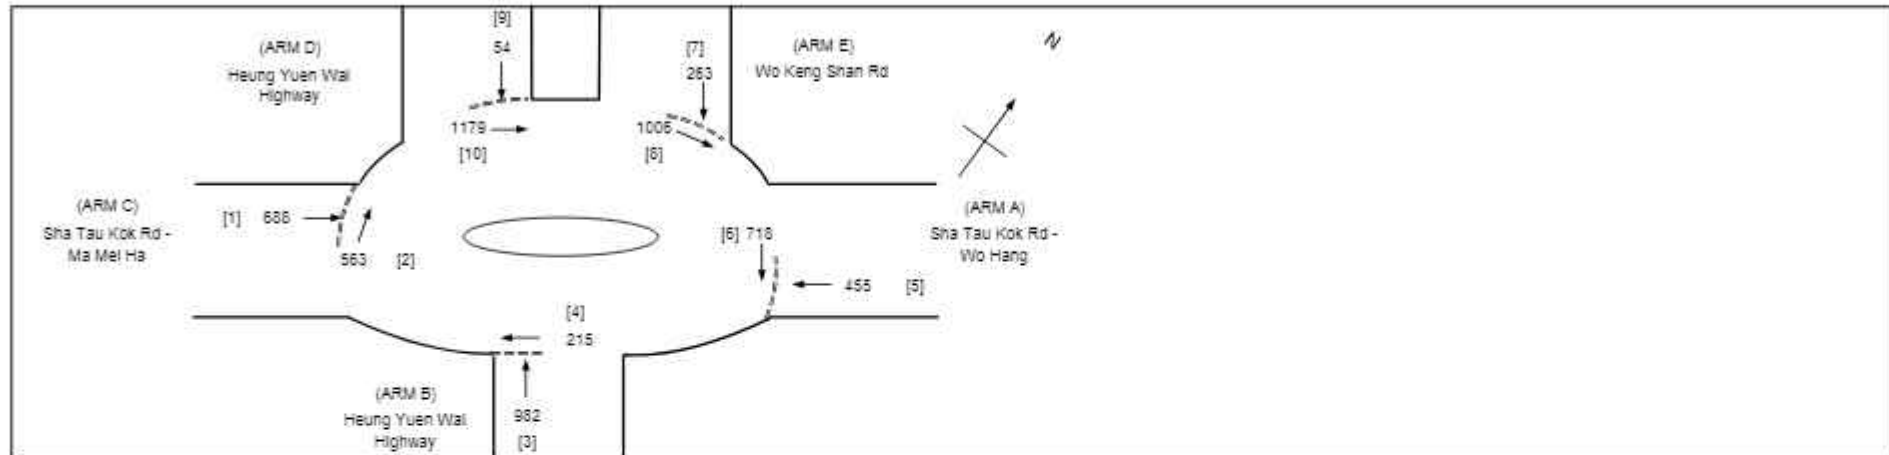 [9]
54
(ARM D)
Heung Yuen Wai
Highway
[7]
263
(ARM E)
Wo Keng Shan Rd
N
1179
[10]
1006
[8]
(ARM C)
Sha Tau Kok Rd -
Ma Mei Ha
[1] 688
563 [2]
[6] 718
(ARM A)
Sha Tau Kok Rd -
Wo Hang
455 [5]
[4]
215
(ARM B)
Heung Yuen Wai
Highway
982
[3]